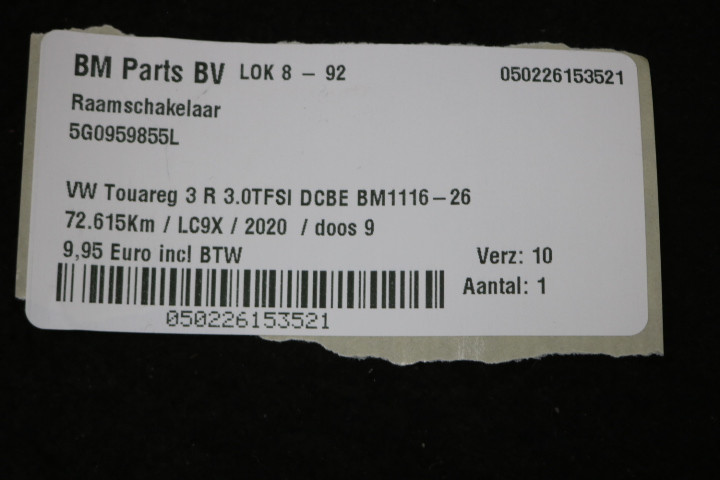 BM Parts BV LOK 8 - 92 050226153521
Raamschakelaar
5G0959855L
VW Touareg 3 R 3.0TFSI DCBE BM1116-26
72.615Km / LC9X / 2020 / doos 9
9,95 Euro incl BTW Verz: 10
Aantal: 1
050226153521